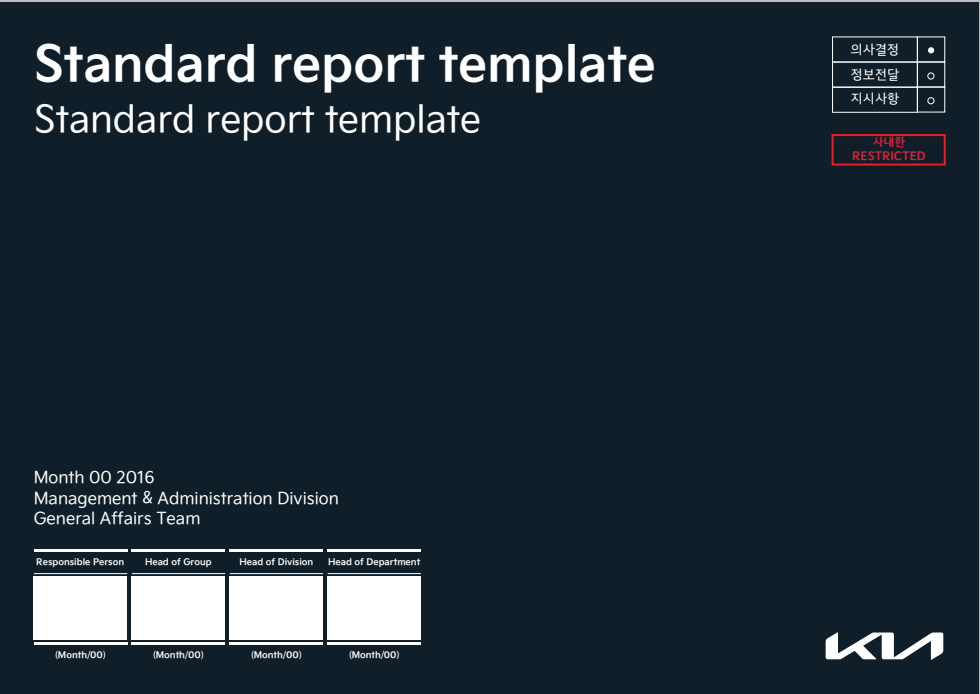 Standard report template
Standard report template
의사결정 ●
정보전달 ○
지시사항 ○
사내한
RESTRICTED
Month 00 2016
Management & Administration Division
General Affairs Team
Responsible Person Head of Group Head of Division Head of Department
(Month/00) (Month/00) (Month/00) (Month/00)
KIA